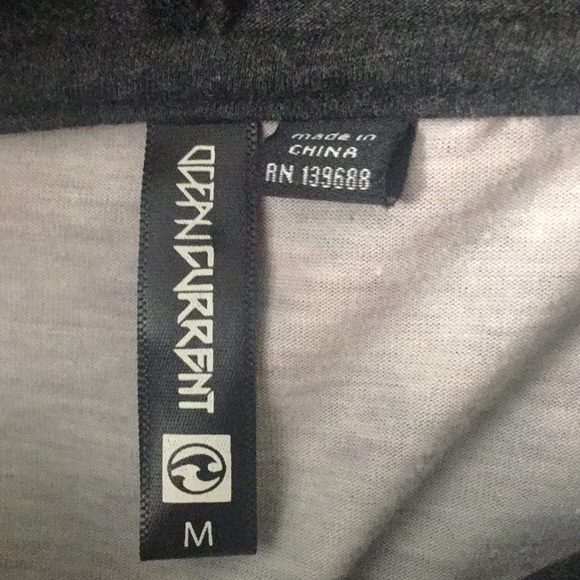 OCEAN CURRENT
M
made in
CHINA
RN 139688